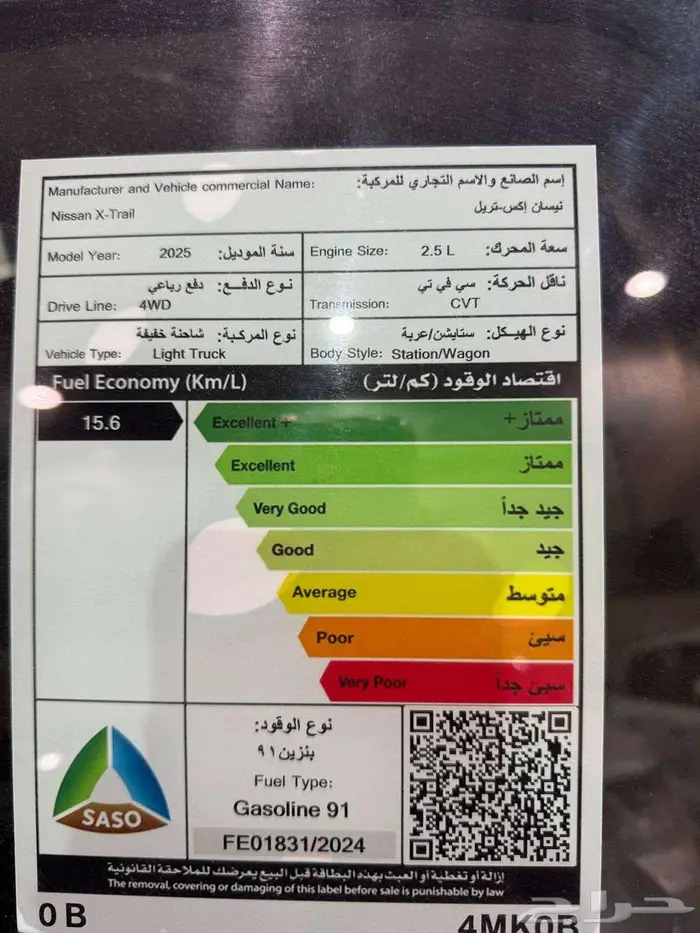 Manufacturer and Vehicle commercial Name: إسم الصانع والاسم التجاري للمركبة:
Nissan X-Trail نيسان إكس-تريل
Model Year: 2025 سنة الموديل: Engine Size: 2.5 L سعة المحرك:
نوع الدفع: دفع رباعي ناقل الحركة: سي في تي
Drive Line: 4WD Transmission: CVT
نوع المركبة: شاحنة خفيفة نوع الهيكل: ستايشن/عربة
Vehicle Type: Light Truck Body Style: Station/Wagon
Fuel Economy (Km/L) اقتصاد الوقود (كم/لتر)
15.6 Excellent + ممتاز+
Excellent ممتاز
Very Good جيد جداً
Good جيد
Average متوسط
Poor سيئ
Very Poor سيئ جداً
نوع الوقود:
بنزين ٩١
Fuel Type:
Gasoline 91
SASO
FE01831/2024
إزالة أو تغطية أو العبث بهذه البطاقة قبل البيع يعرضك للملاحقة القانونية
The removal, covering or damaging of this label before sale is punishable by law
0B 4MK0B
حراج